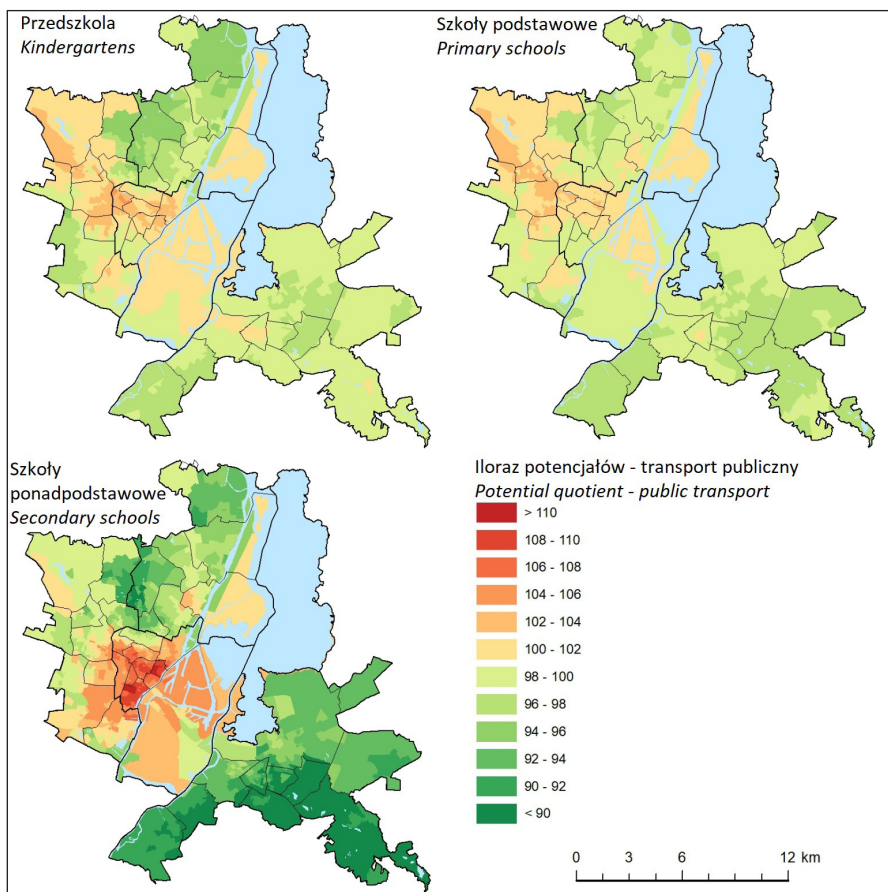 Przedszkola
Kindergartens
Szkoły podstawowe
Primary schools
Szkoły
ponadpodstawowe
Secondary schools
Iloraz potencjałów - transport publiczny
Potential quotient - public transport
> 110
108 - 110
106 - 108
104 - 106
102 - 104
100 - 102
98 - 100
96 - 98
94 - 96
92 - 94
90 - 92
< 90
0 3 6 12 km